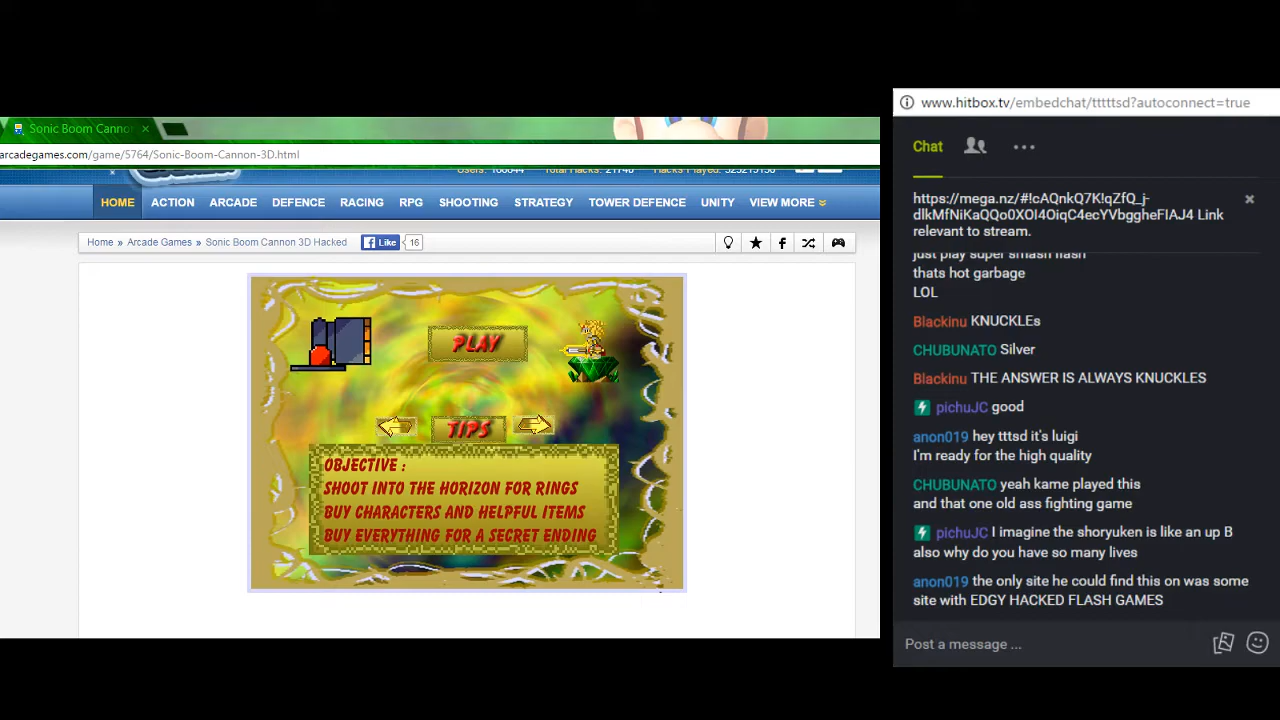 Sonic Boom Canno
arcadegames.com/game/5764/Sonic-Boom-Cannon-3D.html
HOME ACTION ARCADE DEFENCE RACING RPG SHOOTING STRATEGY TOWER DEFENCE UNITY VIEW MORE
Home » Arcade Games » Sonic Boom Cannon 3D Hacked Like 16
PLAY
TIPS
OBJECTIVE :
SHOOT INTO THE HORIZON FOR RINGS
BUY CHARACTERS AND HELPFUL ITEMS
BUY EVERYTHING FOR A SECRET ENDING
www.hitbox.tv/embedchat/tttttsd?autoconnect=true
Chat
https://mega.nz/#!cAQnkQ7K!qZfQ_j-
dlkMfNiKaQQo0XOI4OiqC4ecYVbggheFIAJ4 Link
relevant to stream.
just play super smash flash
thats hot garbage
LOL
Blackinu KNUCKLEs
CHUBUNATO Silver
Blackinu THE ANSWER IS ALWAYS KNUCKLES
pichuJC good
anon019 hey tttsd it's luigi
I'm ready for the high quality
CHUBUNATO yeah kame played this
and that one old ass fighting game
pichuJC I imagine the shoryuken is like an up B
also why do you have so many lives
anon019 the only site he could find this on was some
site with EDGY HACKED FLASH GAMES
Post a message ...